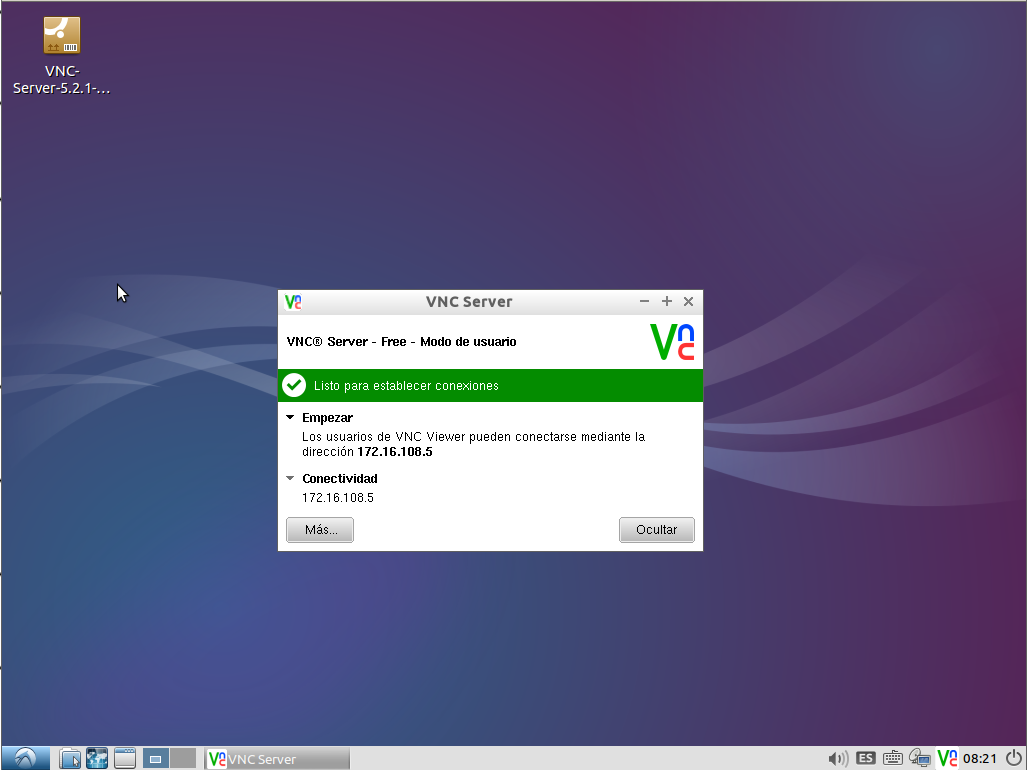 VNC-
Server-5.2.1-...
VNC Server
VNC® Server - Free - Modo de usuario
Listo para establecer conexiones
Empezar
Los usuarios de VNC Viewer pueden conectarse mediante la
dirección 172.16.108.5
Conectividad
172.16.108.5
Más...
Ocultar
VNC Server
ES
08:21